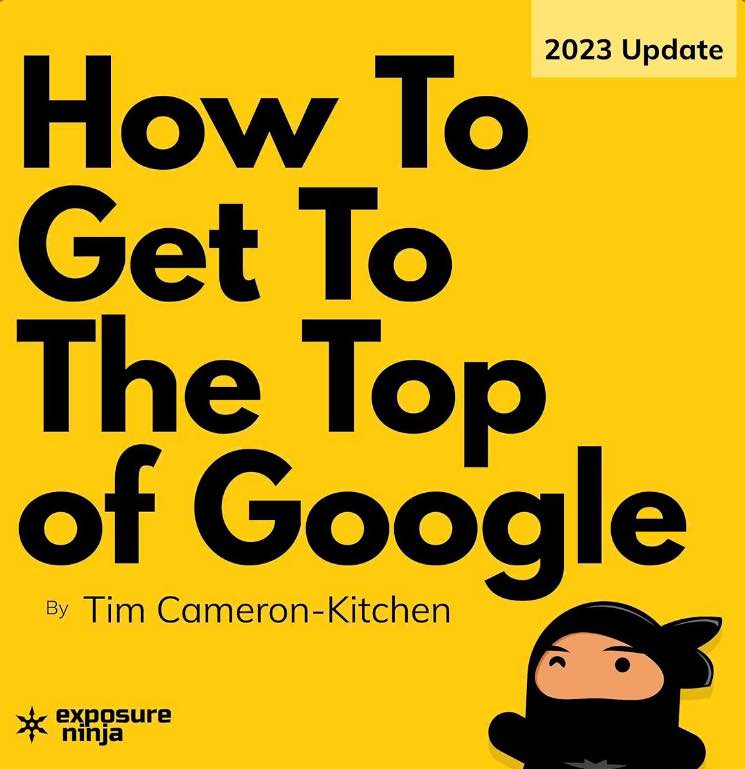 2023 Update
How To
Get To
The Top
of Google
By Tim Cameron-Kitchen
exposure
ninja